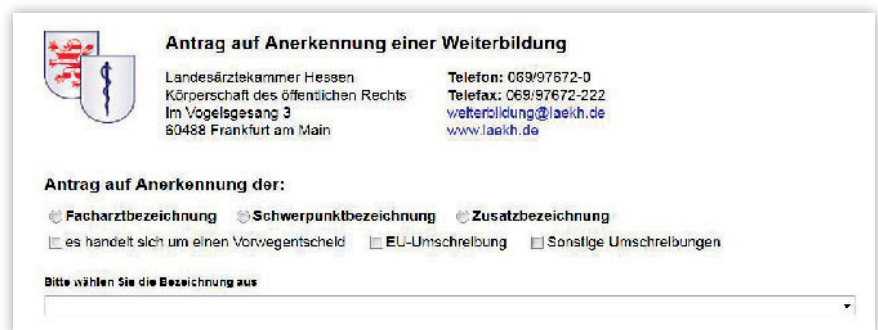 Antrag auf Anerkennung einer Weiterbildung
Landesärztekammer Hessen
Körperschaft des öffentlichen Rechts
Im Vogelsgesang 3
60488 Frankfurt am Main
Telefon: 069/97672-0
Telefax: 069/97672-222
weiterbildung@laekh.de
www.laekh.de
Antrag auf Anerkennung der:
Facharztbezeichnung Schwerpunktbezeichnung Zusatzbezeichnung
es handelt sich um einen Vorwegentscheid EU-Umschreibung Sonstige Umschreibungen
Bitte wählen Sie die Bezeichnung aus